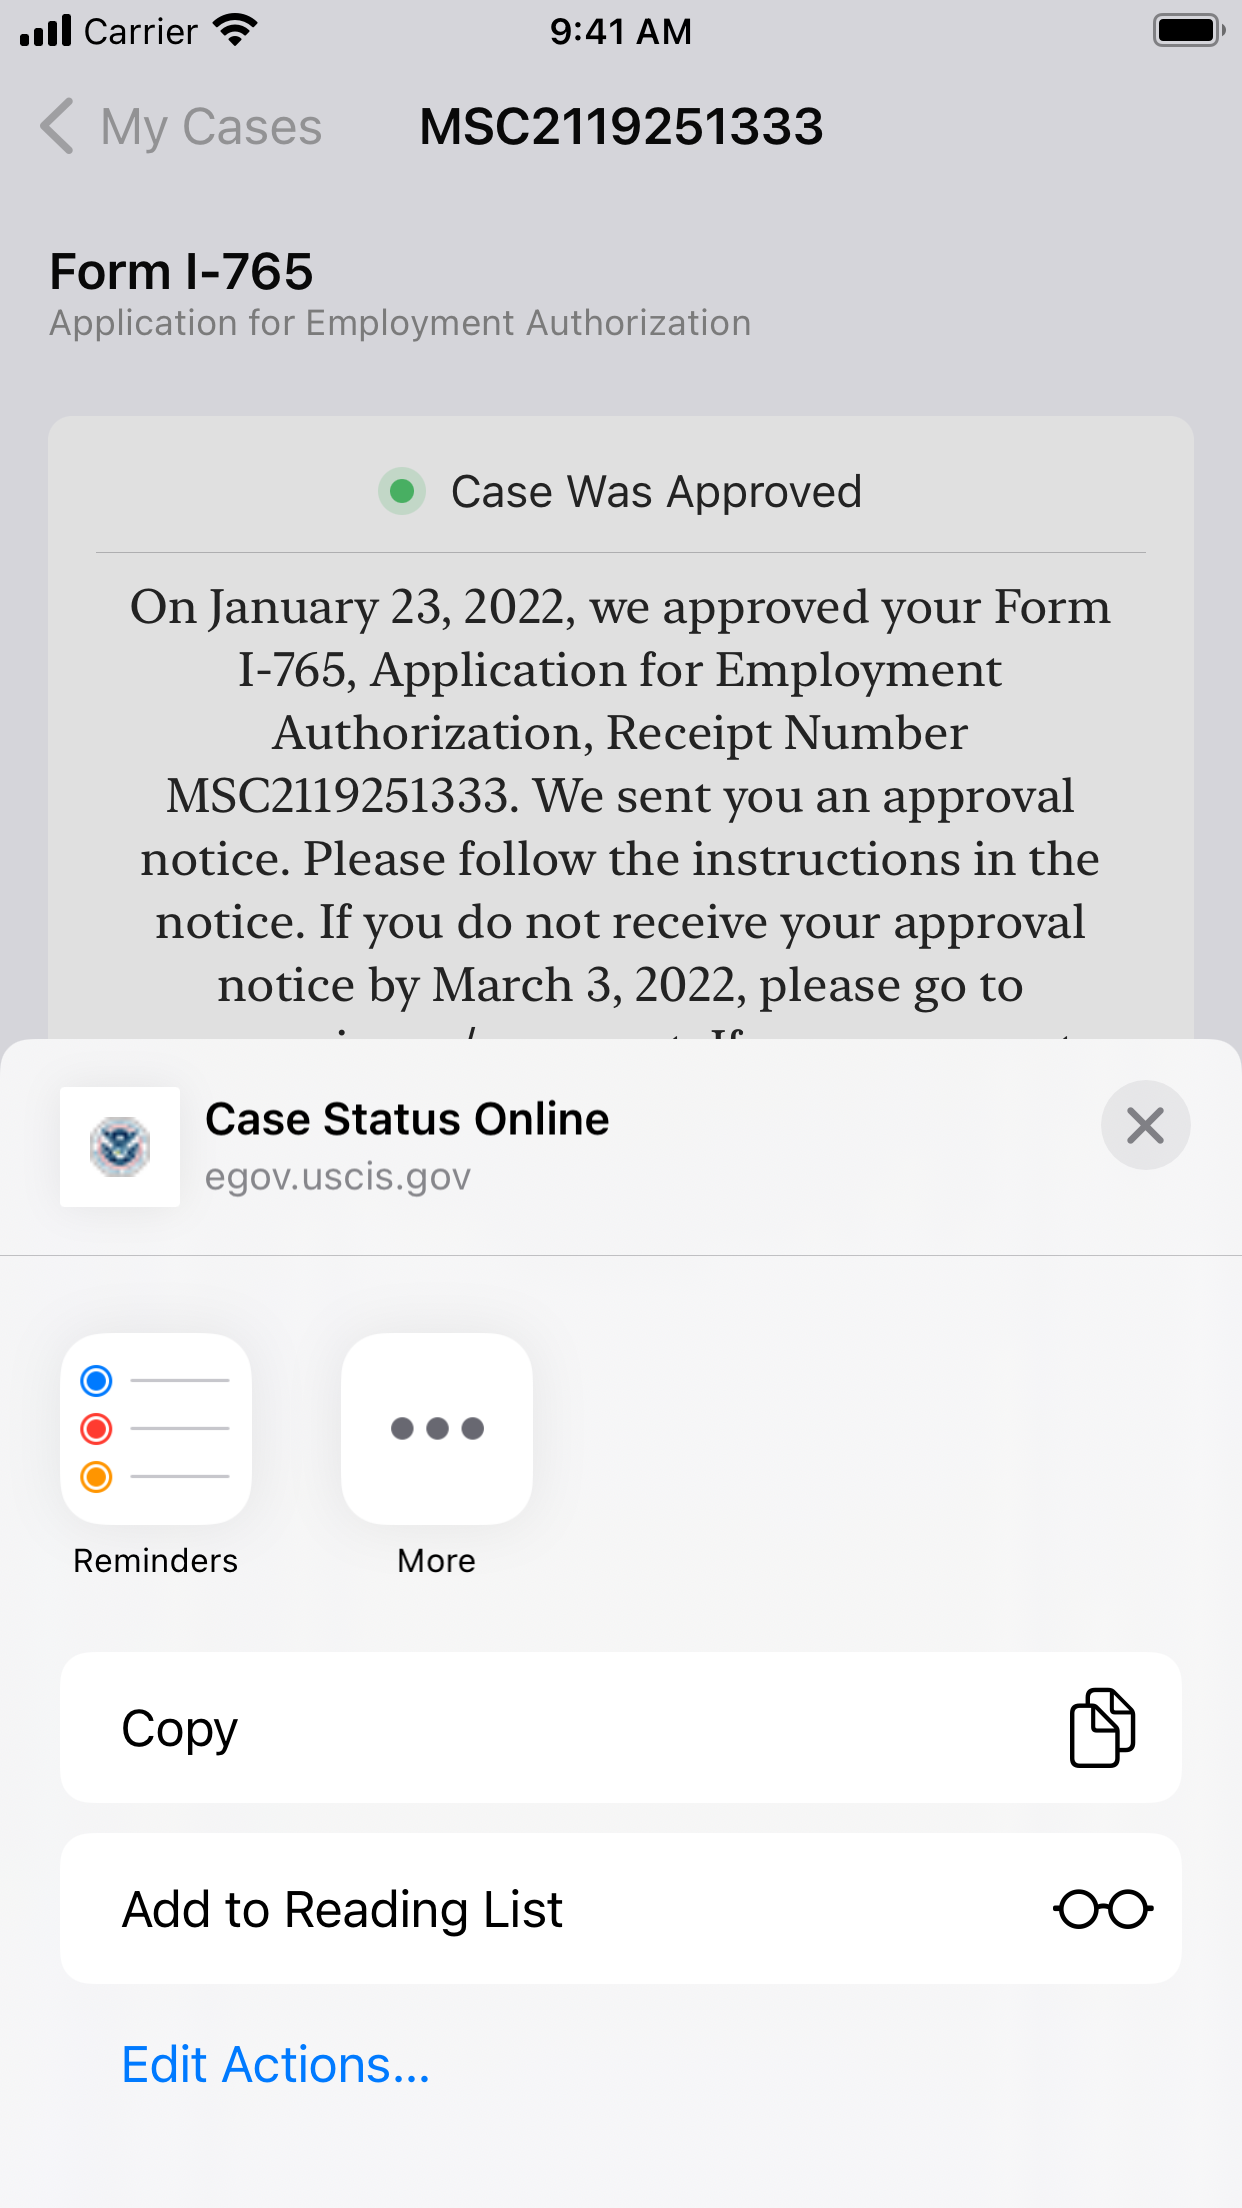 Carrier 9:41 AM
My Cases MSC2119251333
Form I-765
Application for Employment Authorization
Case Was Approved
On January 23, 2022, we approved your Form
I-765, Application for Employment
Authorization, Receipt Number
MSC2119251333. We sent you an approval
notice. Please follow the instructions in the
notice. If you do not receive your approval
notice by March 3, 2022, please go to
If
Case Status Online
egov.uscis.gov
Reminders
More
Copy
Add to Reading List
Edit Actions...